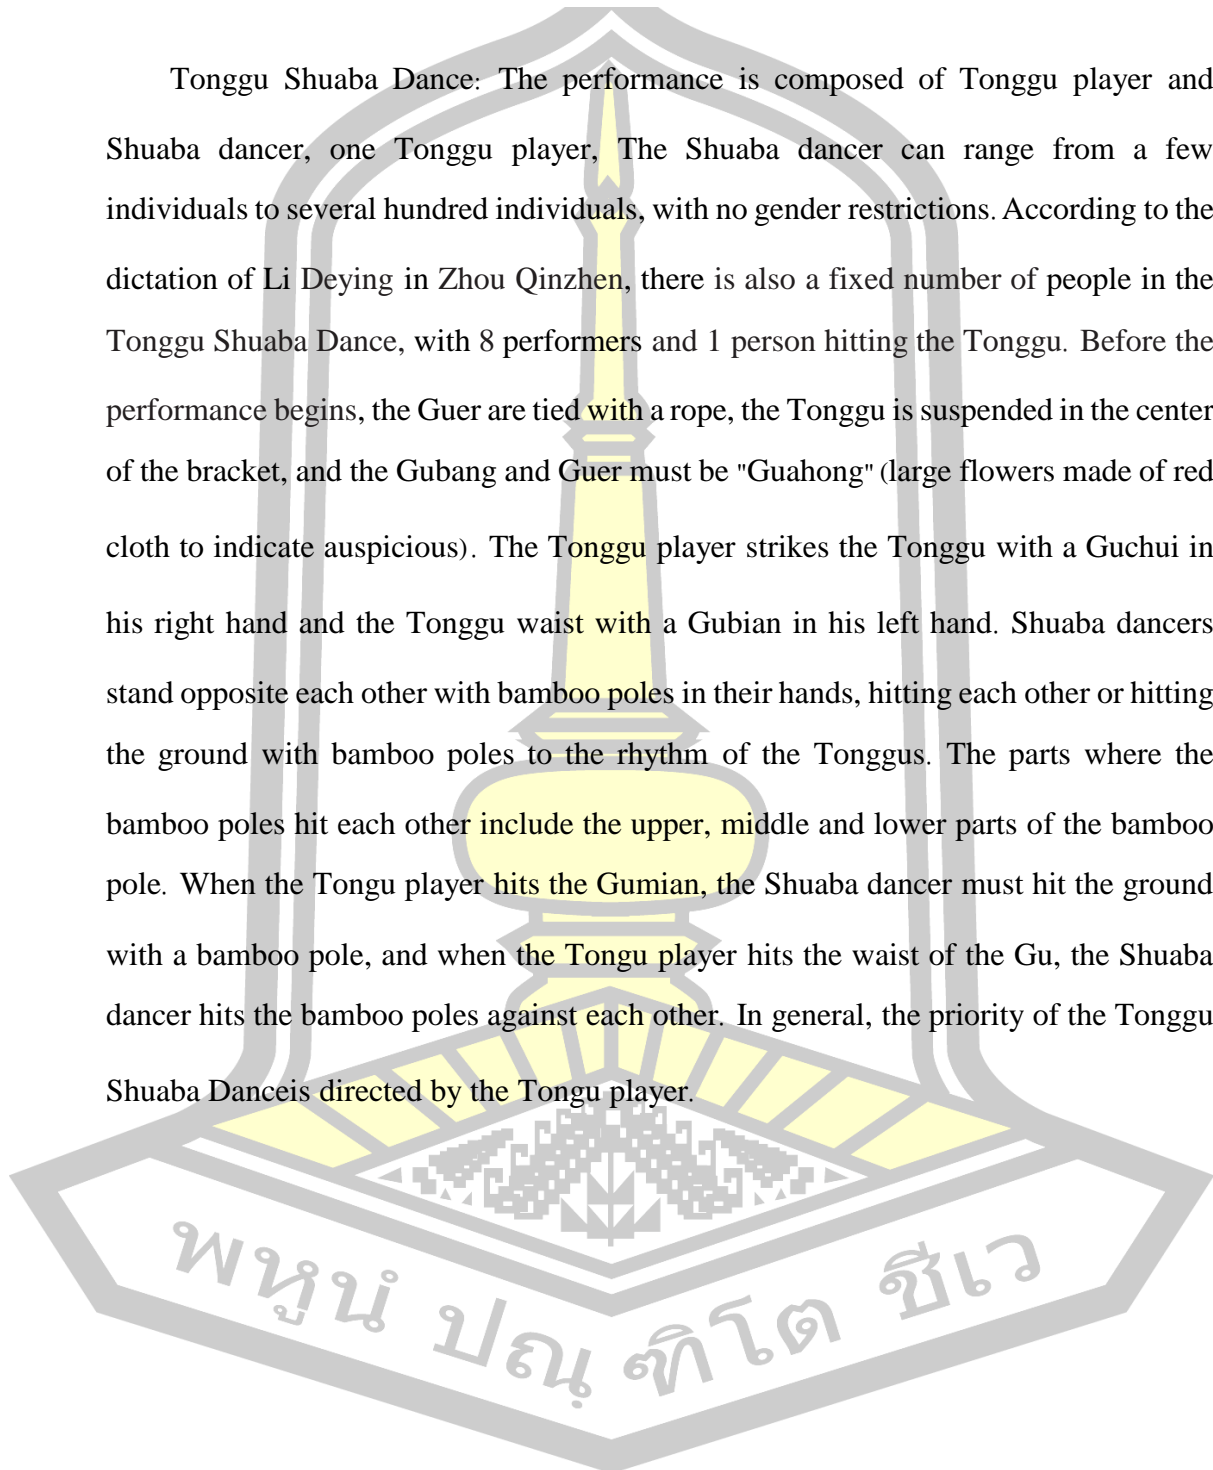 Tonggu Shuaba Dance: The performance is composed of Tonggu player and
Shuaba dancer, one Tonggu player, The Shuaba dancer can range from a few
individuals to several hundred individuals, with no gender restrictions. According to the
dictation of Li Deying in Zhou Qinzhen, there is also a fixed number of people in the
Tonggu Shuaba Dance, with 8 performers and 1 person hitting the Tonggu. Before the
performance begins, the Guer are tied with a rope, the Tonggu is suspended in the center
of the bracket, and the Gubang and Guer must be "Guahong" (large flowers made of red
cloth to indicate auspicious). The Tonggu player strikes the Tonggu with a Guchui in
his right hand and the Tonggu waist with a Gubian in his left hand. Shuaba dancers
stand opposite each other with bamboo poles in their hands, hitting each other or hitting
the ground with bamboo poles to the rhythm of the Tonggus. The parts where the
bamboo poles hit each other include the upper, middle and lower parts of the bamboo
pole. When the Tongu player hits the Gumian, the Shuaba dancer must hit the ground
with a bamboo pole, and when the Tongu player hits the waist of the Gu, the Shuaba
dancer hits the bamboo poles against each other. In general, the priority of the Tonggu
Shuaba Danceis directed by the Tongu player.
พหูนํ ปณฺฑิโต ชีเว